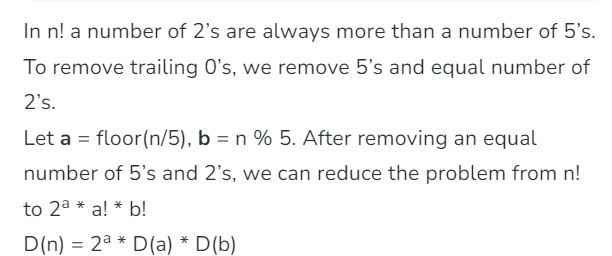 In n! a number of 2’s are always more than a number of 5’s.
To remove trailing 0’s, we remove 5’s and equal number of
2’s.
Let a = floor(n/5), b = n % 5. After removing an equal
number of 5’s and 2’s, we can reduce the problem from n!
to 2ᵃ * a! * b!
D(n) = 2ᵃ * D(a) * D(b)